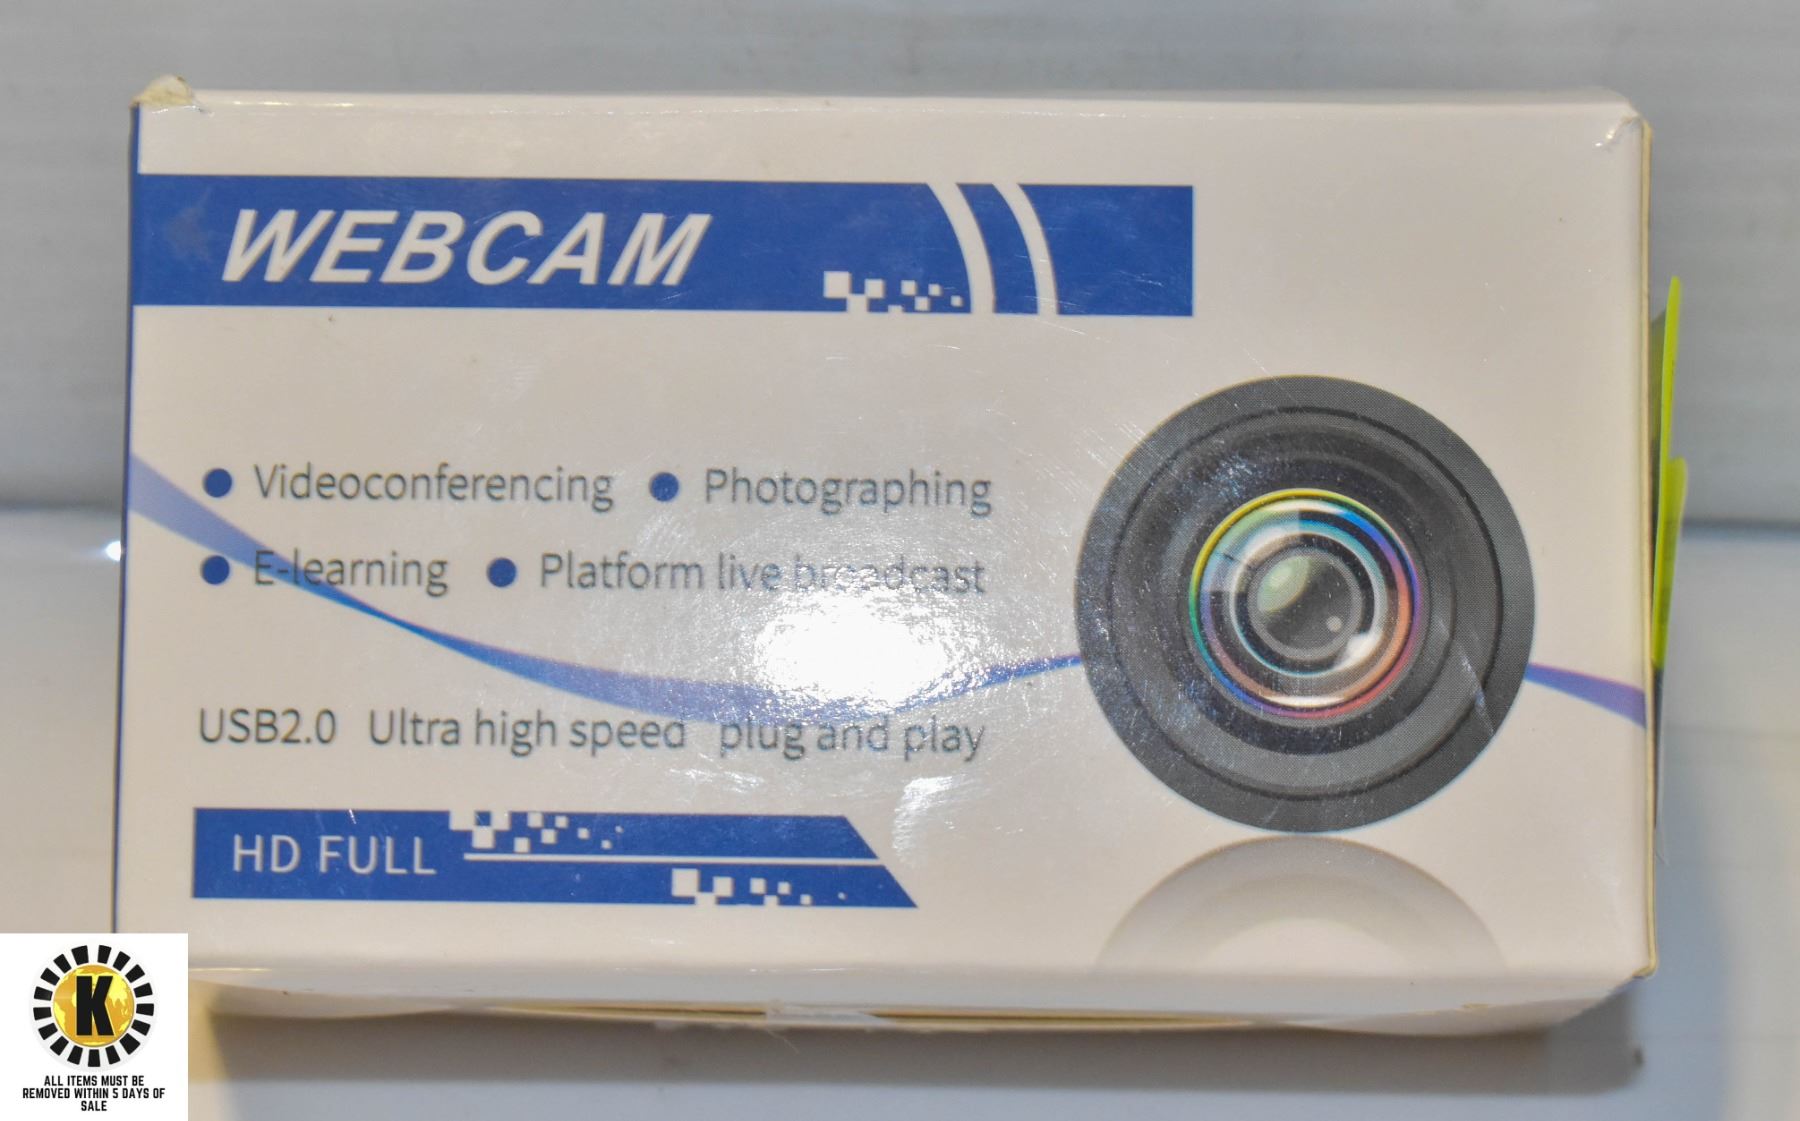 WEBCAM
Videoconferencing Photographing
E-learning Platform live broadcast
USB2.0 Ultra high speed plug and play
HD FULL
K
ALL ITEMS MUST BE
REMOVED WITHIN 5 DAYS OF
SALE